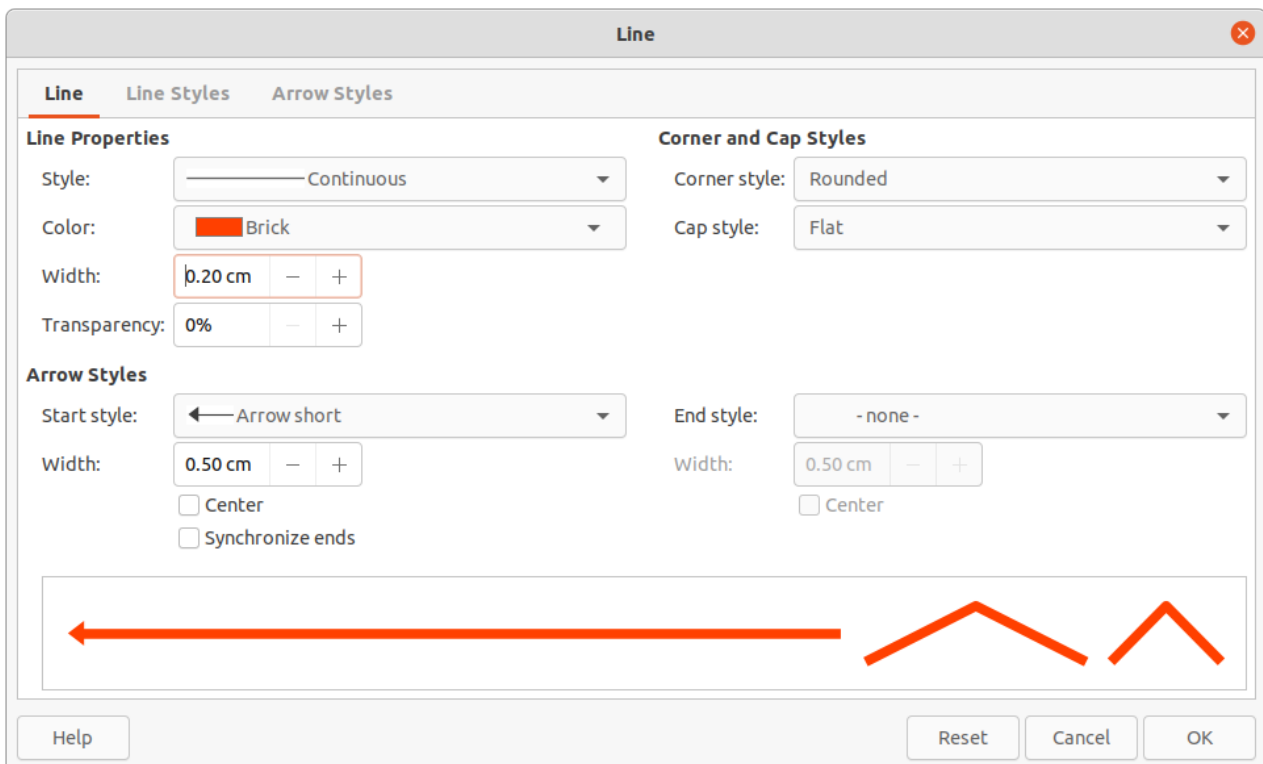 Line
Line Line Styles Arrow Styles
Line Properties
Style: Continuous
Color: Brick
Width: 0.20 cm
Transparency: 0%
Corner and Cap Styles
Corner style: Rounded
Cap style: Flat
Arrow Styles
Start style: Arrow short
Width: 0.50 cm
Center
Synchronize ends
End style: - none -
Width: 0.50 cm
Center
Help Reset Cancel OK